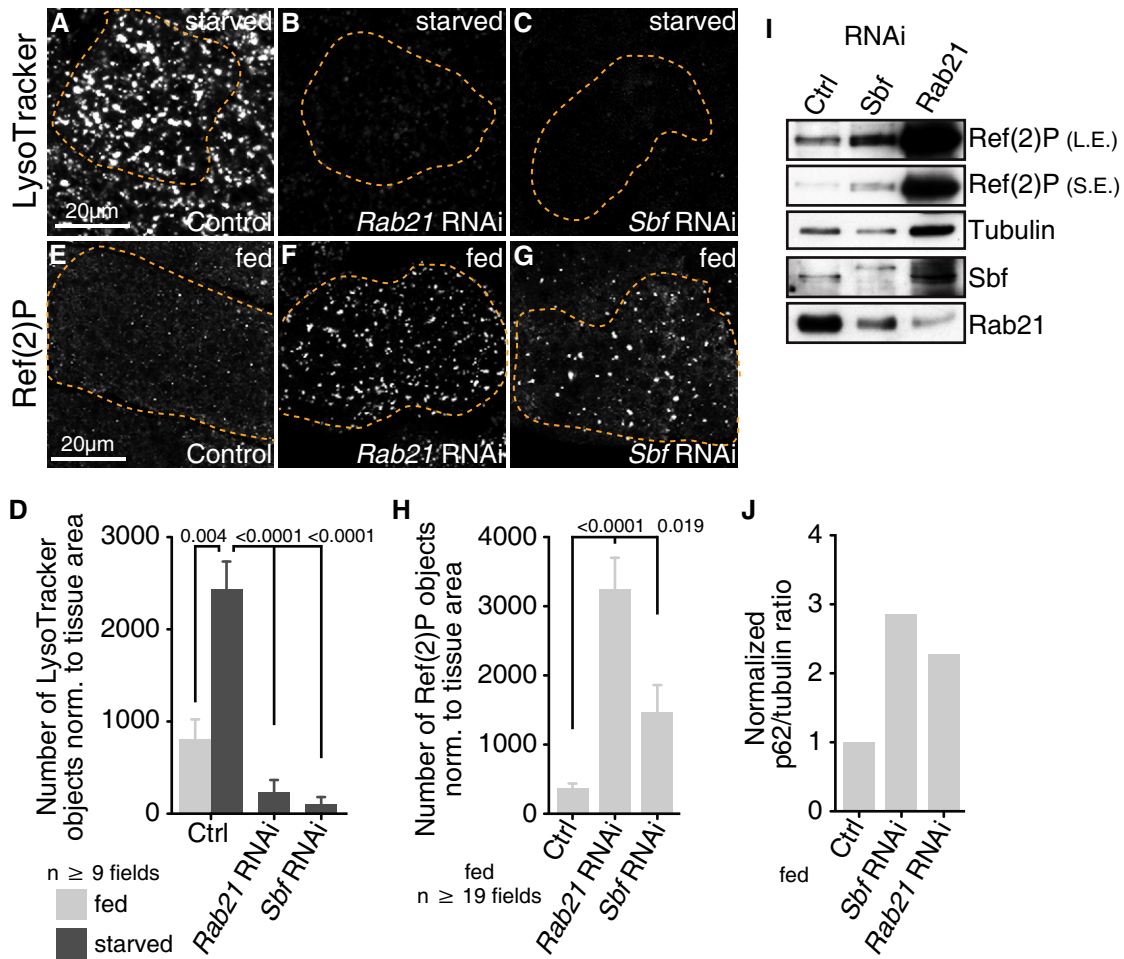 LysoTracker
A
starved
20µm
Control
B
starved
Rab21 RNAi
C
starved
Sbf RNAi
Ref(2)P
E
fed
20µm
Control
F
fed
Rab21 RNAi
G
fed
Sbf RNAi
I
RNAi
Ctrl
Sbf
Rab21
Ref(2)P (L.E.)
Ref(2)P (S.E.)
Tubulin
Sbf
Rab21
D
Number of LysoTracker
objects norm. to tissue area
3000
2000
1000
0
0.004
<0.0001
<0.0001
Ctrl
Rab21 RNAi
Sbf RNAi
n ≥ 9 fields
fed
starved
H
Number of Ref(2)P objects
norm. to tissue area
4000
3000
2000
1000
0
<0.0001
0.019
Ctrl
Rab21 RNAi
Sbf RNAi
fed
n ≥ 19 fields
J
Normalized
p62/tubulin ratio
4
3
2
1
0
Ctrl
Sbf RNAi
Rab21 RNAi
fed